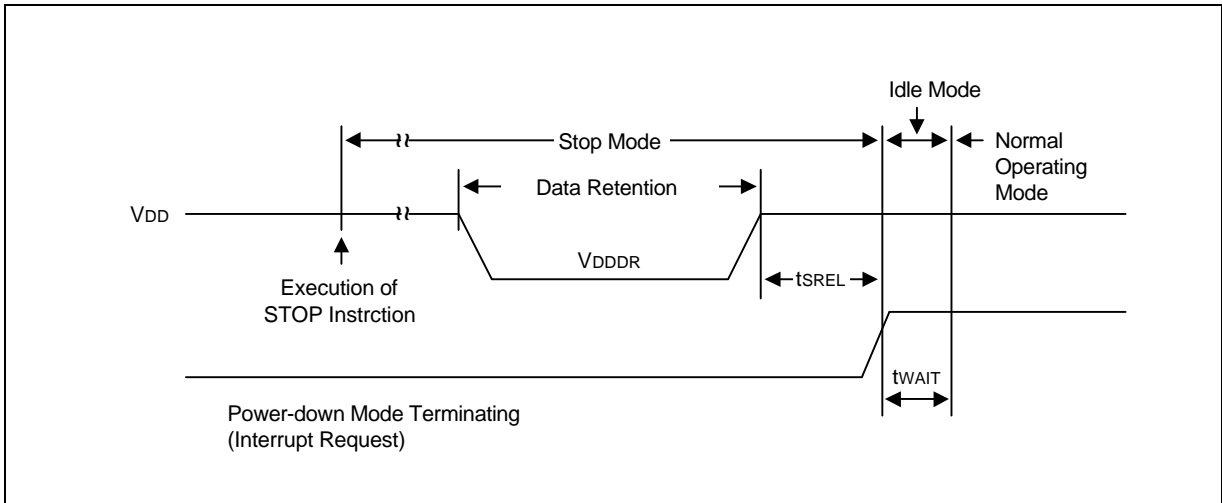 Idle Mode
Stop Mode
Normal
Operating
Mode
Data Retention
VDD
VDDDR
Execution of
STOP Instrction
tSREL
tWAIT
Power-down Mode Terminating
(Interrupt Request)